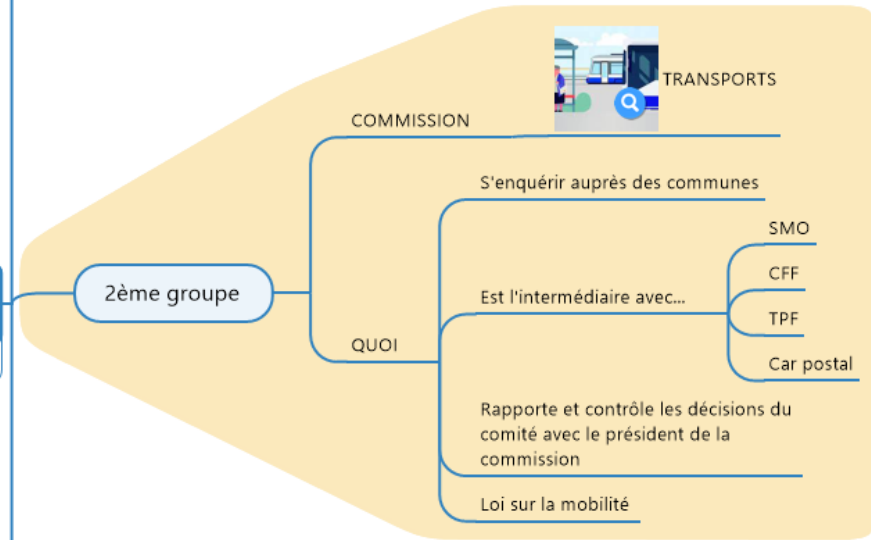 TRANSPORTS
COMMISSION
S'enquérir auprès des communes
SMO
CFF
2ème groupe
Est l'intermédiaire avec...
TPF
QUOI
Car postal
Rapporte et contrôle les décisions du
comité avec le président de la
commission
Loi sur la mobilité